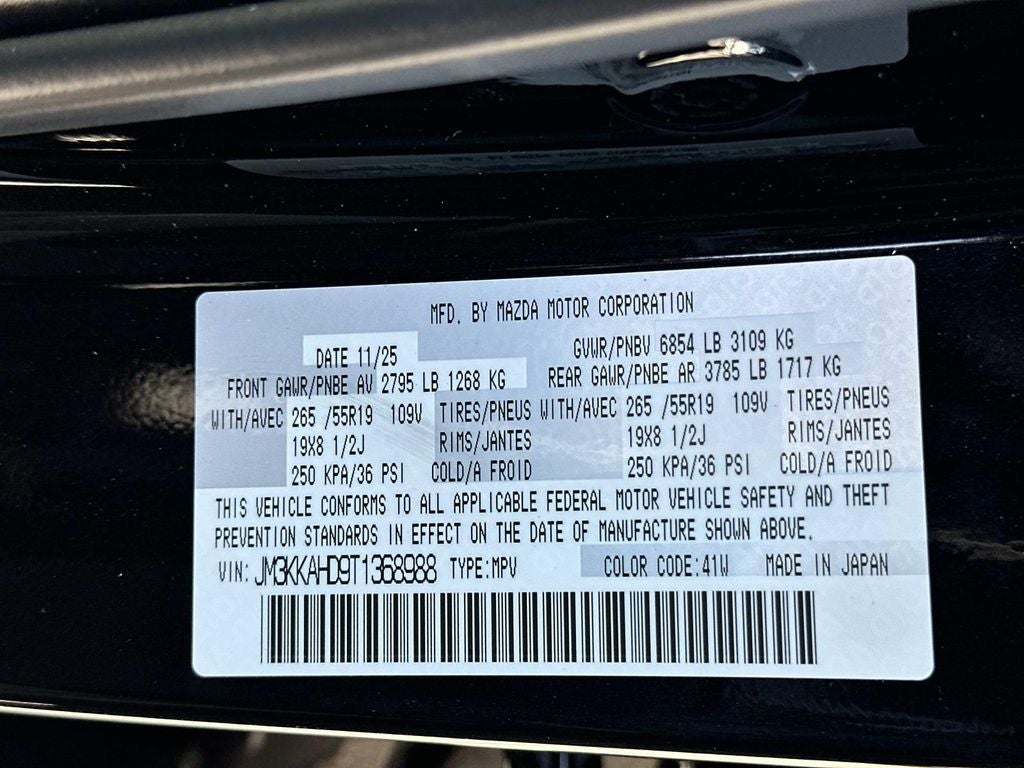 MFD. BY MAZDA MOTOR CORPORATION
DATE 11/25 GVWR/PNBV 6854 LB 3109 KG
FRONT GAWR/PNBE AV 2795 LB 1268 KG REAR GAWR/PNBE AR 3785 LB 1717 KG
WITH/AVEC 265 /55R19 109V TIRES/PNEUS WITH/AVEC 265 /55R19 109V TIRES/PNEUS
19X8 1/2J RIMS/JANTES 19X8 1/2J RIMS/JANTES
250 KPA/36 PSI COLD/A FROID 250 KPA/36 PSI COLD/A FROID
THIS VEHICLE CONFORMS TO ALL APPLICABLE FEDERAL MOTOR VEHICLE SAFETY AND THEFT
PREVENTION STANDARDS IN EFFECT ON THE DATE OF MANUFACTURE SHOWN ABOVE.
VIN: JM3KKAHD9T1368988 TYPE:MPV COLOR CODE:41W MADE IN JAPAN